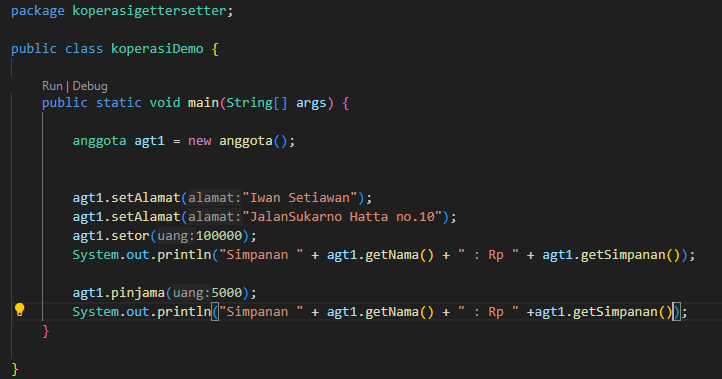 package koperasigettersetter;
public class koperasiDemo {
Run | Debug
public static void main(String[] args) {
anggota agt1 = new anggota();
agt1.setAlamat(alamat:"Iwan Setiawan");
agt1.setAlamat(alamat:"JalanSukarno Hatta no.10");
agt1.setor(uang:100000);
System.out.println("Simpanan " + agt1.getNama() + " : Rp " + agt1.getSimpanan());
agt1.pinjama(uang:5000);
System.out.println("Simpanan " + agt1.getNama() + " : Rp " +agt1.getSimpanan());
}
}